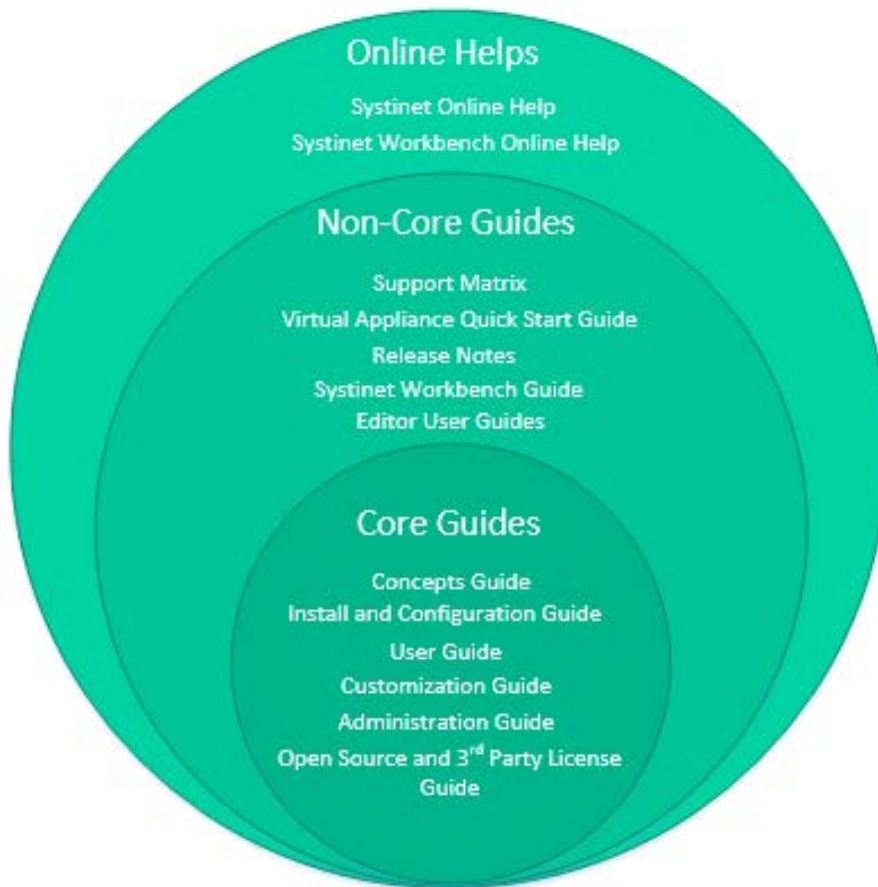 Online Helps
Systinet Online Help
Systinet Workbench Online Help
Non-Core Guides
Support Matrix
Virtual Appliance Quick Start Guide
Release Notes
Systinet Workbench Guide
Editor User Guides
Core Guides
Concepts Guide
Install and Configuration Guide
User Guide
Customization Guide
Administration Guide
Open Source and 3rd Party License
Guide